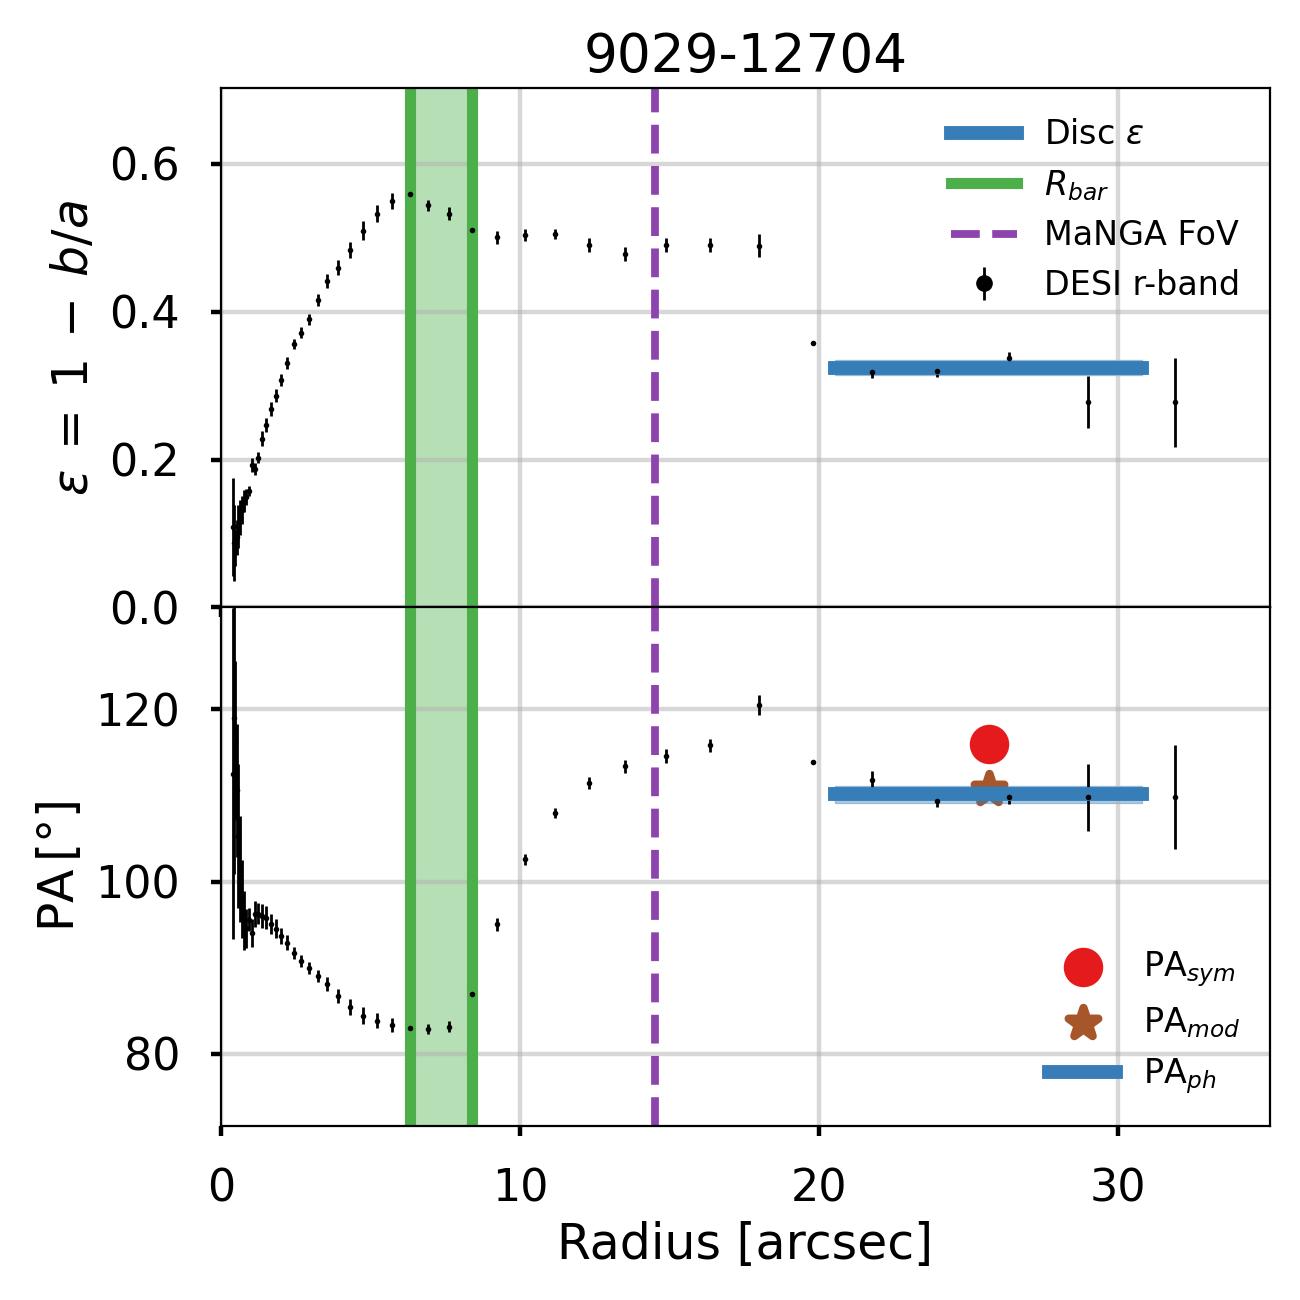 9029-12704
ε = 1 − b/a
0.6
0.4
0.2
0.0
Disc ε
R_bar
MaNGA FoV
DESI r-band
PA [°]
120
100
80
PA_sym
PA_mod
PA_ph
0 10 20 30
Radius [arcsec]